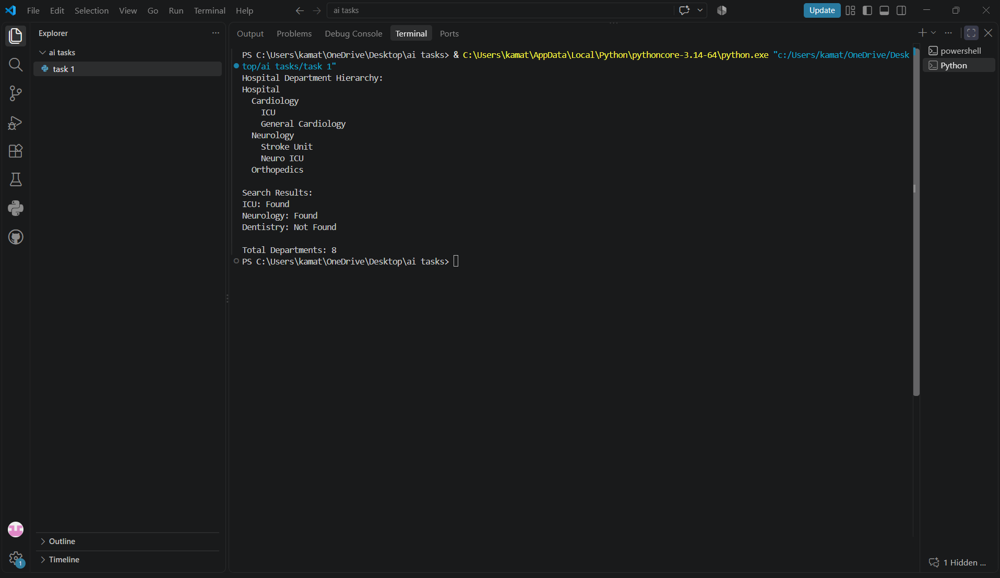 File Edit Selection View Go Run Terminal Help
ai tasks
Update
Explorer
ai tasks
task 1
Output Problems Debug Console Terminal Ports
PS C:\Users\kamat\OneDrive\Desktop\ai tasks> & C:\Users\kamat\AppData\Local\Python\pythoncore-3.14-64\python.exe "c:/Users/kamat/OneDrive/Desk
top/ai tasks/task 1"
Hospital Department Hierarchy:
Hospital
  Cardiology
    ICU
    General Cardiology
  Neurology
    Stroke Unit
    Neuro ICU
  Orthopedics
Search Results:
ICU: Found
Neurology: Found
Dentistry: Not Found
Total Departments: 8
PS C:\Users\kamat\OneDrive\Desktop\ai tasks>
powershell
Python
Outline
Timeline
1
1 Hidden ...